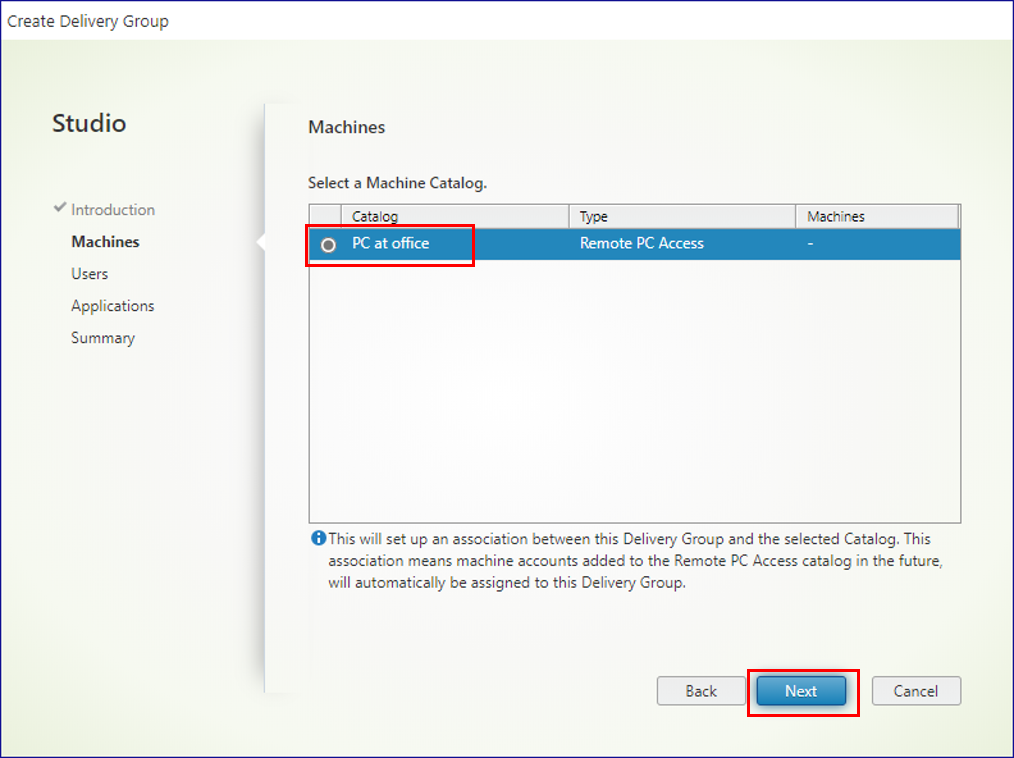 Create Delivery Group
Studio
Introduction
Machines
Users
Applications
Summary
Machines
Select a Machine Catalog.
Catalog Type Machines
PC at office Remote PC Access -
This will set up an association between this Delivery Group and the selected Catalog. This
association means machine accounts added to the Remote PC Access catalog in the future,
will automatically be assigned to this Delivery Group.
Back Next Cancel